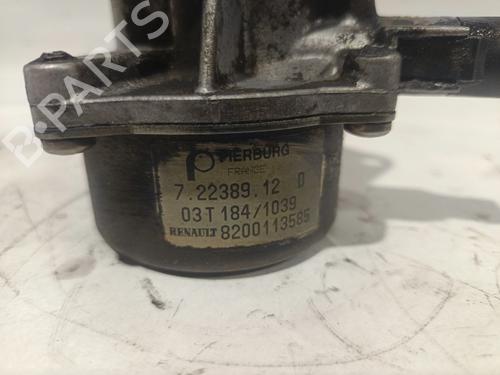 B-PARTS
PIERBURG
FRANCE
7.22389.12 D
03T 184/1039
RENAULT 8200113585